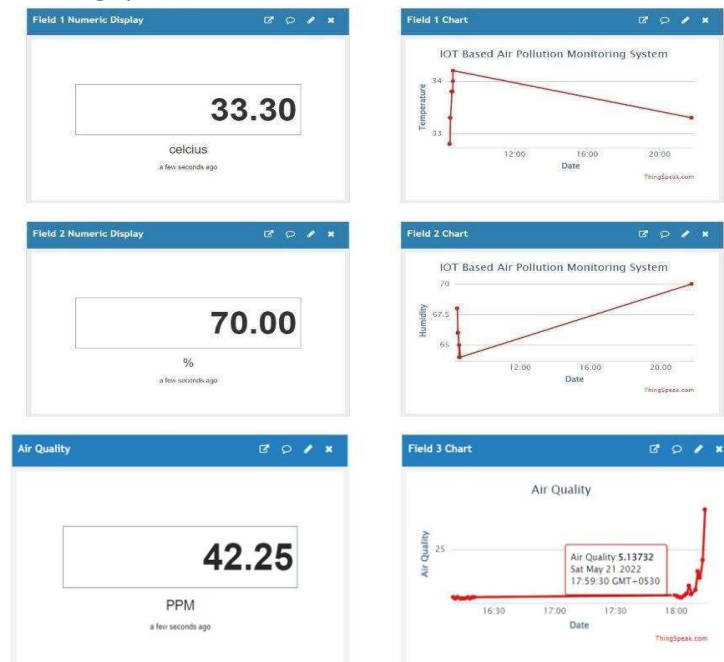 Field 1 Numeric Display
33.30
celcius
a few seconds ago
Field 1 Chart
IOT Based Air Pollution Monitoring System
Temperature
34
33
12:00 16:00 20:00
Date
ThingSpeak.com
Field 2 Numeric Display
70.00
%
a few seconds ago
Field 2 Chart
IOT Based Air Pollution Monitoring System
Humidity
70
67.5
65
12:00 16:00 20:00
Date
ThingSpeak.com
Air Quality
42.25
PPM
a few seconds ago
Field 3 Chart
Air Quality
Air Quality
25
Air Quality:5.13732
Sat May 21 2022
17:59:30 GMT+0530
16:30 17:00 17:30 18:00
Date
ThingSpeak.com